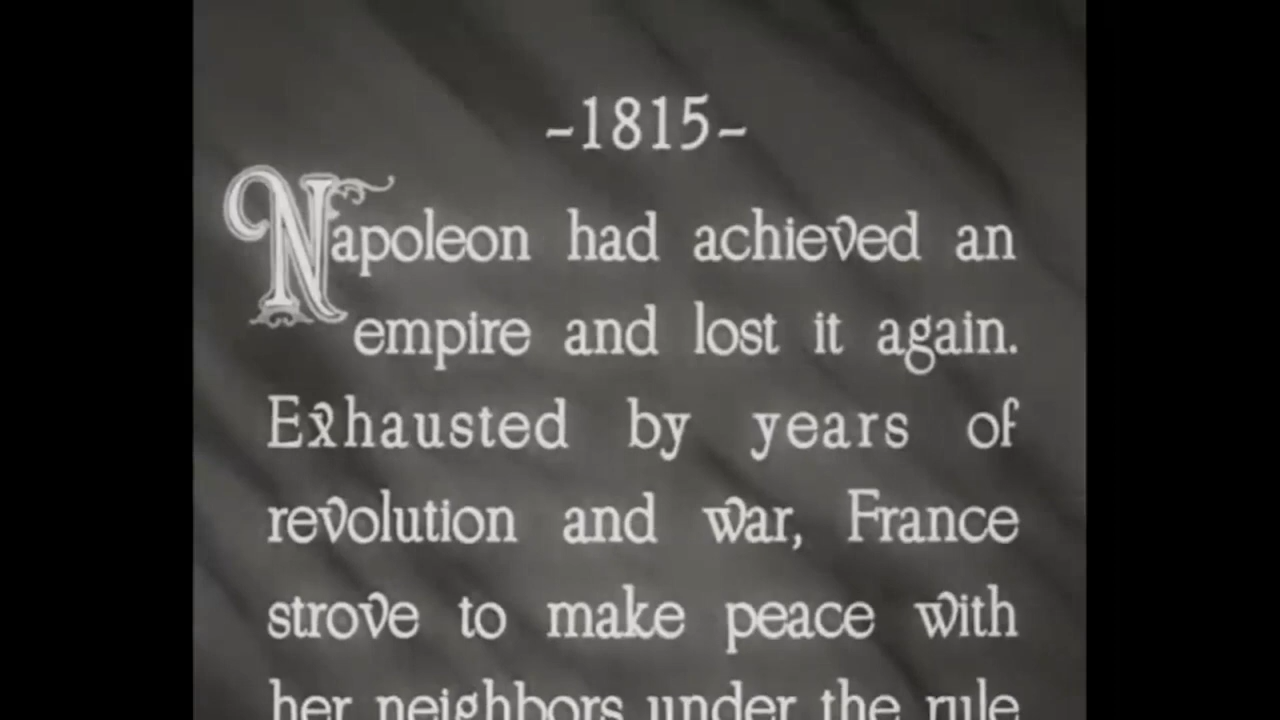 ~1815~
Napoleon had achieved an
empire and lost it again.
Exhausted by years of
revolution and war, France
strove to make peace with
her neighbors under the rule